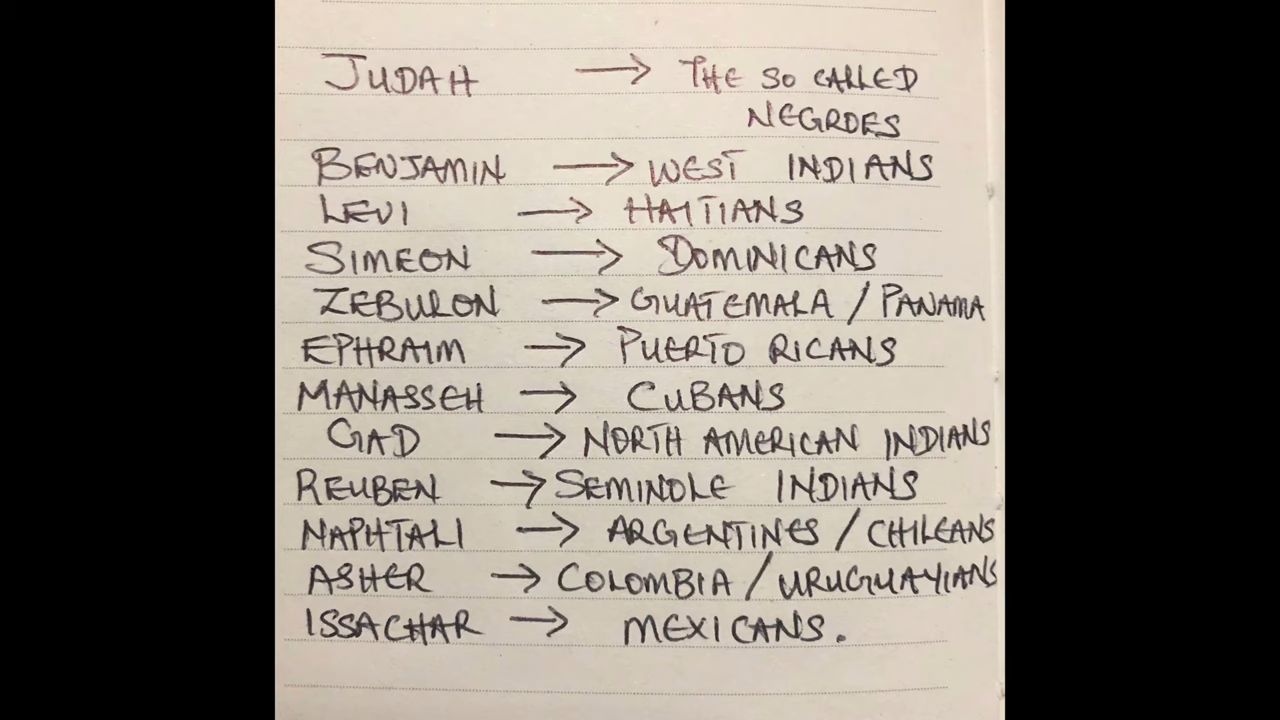 JUDAH → THE SO CALLED
NEGROES
BENJAMIN → WEST INDIANS
LEVI → HAITIANS
SIMEON → DOMINICANS
ZEBULON → GUATEMALA / PANAMA
EPHRAIM → PUERTO RICANS
MANASSEH → CUBANS
GAD → NORTH AMERICAN INDIANS
REUBEN → SEMINOLE INDIANS
NAPHTALI → ARGENTINES / CHILEANS
ASHER → COLOMBIA / URUGUAYIANS
ISSACHAR → MEXICANS.